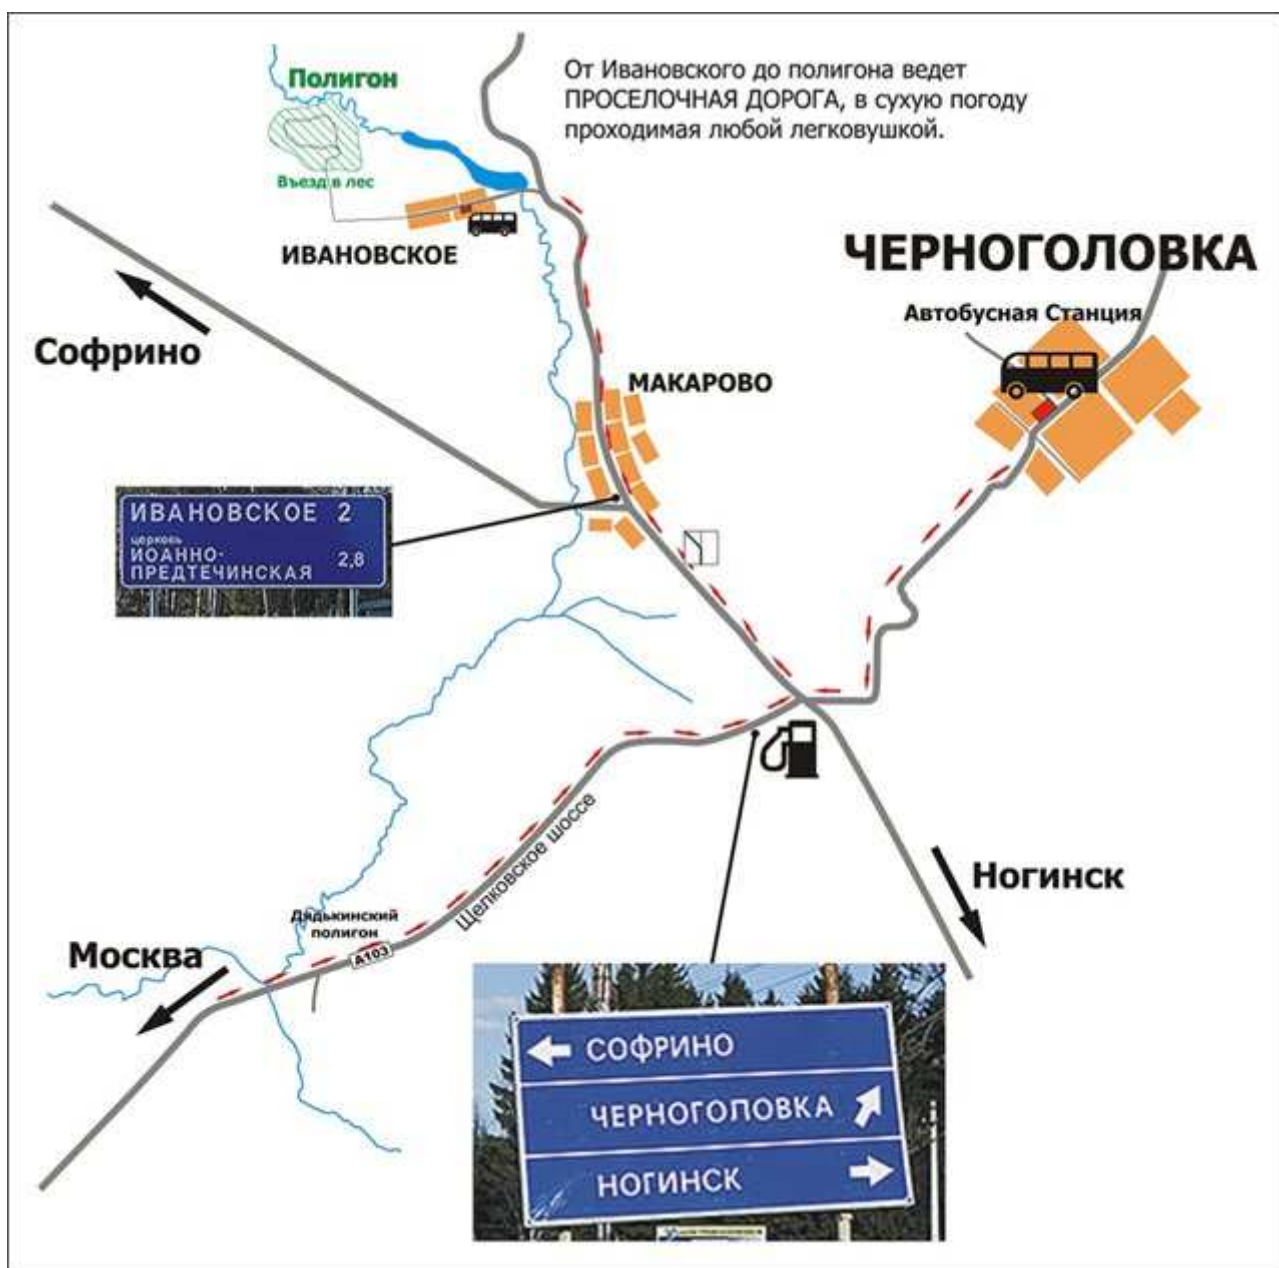 Полигон
От Ивановского до полигона ведет
ПРОСЕЛОЧНАЯ ДОРОГА, в сухую погоду
проходимая любой легковушкой.
Въезд в лес
ИВАНОВСКОЕ
ЧЕРНОГОЛОВКА
Автобусная Станция
Софрино
МАКАРОВО
ИВАНОВСКОЕ 2
церковь
ИОАННО-
ПРЕДТЕЧИНСКАЯ 2,8
Щелковское шоссе
Ногинск
Дядькинский
полигон
А103
Москва
СОФРИНО
ЧЕРНОГОЛОВКА
НОГИНСК